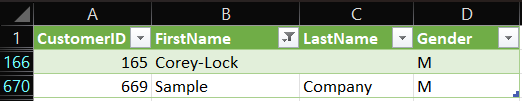 A B C D
1 CustomerID FirstName LastName Gender
166 165 Corey-Lock M
670 669 Sample Company M